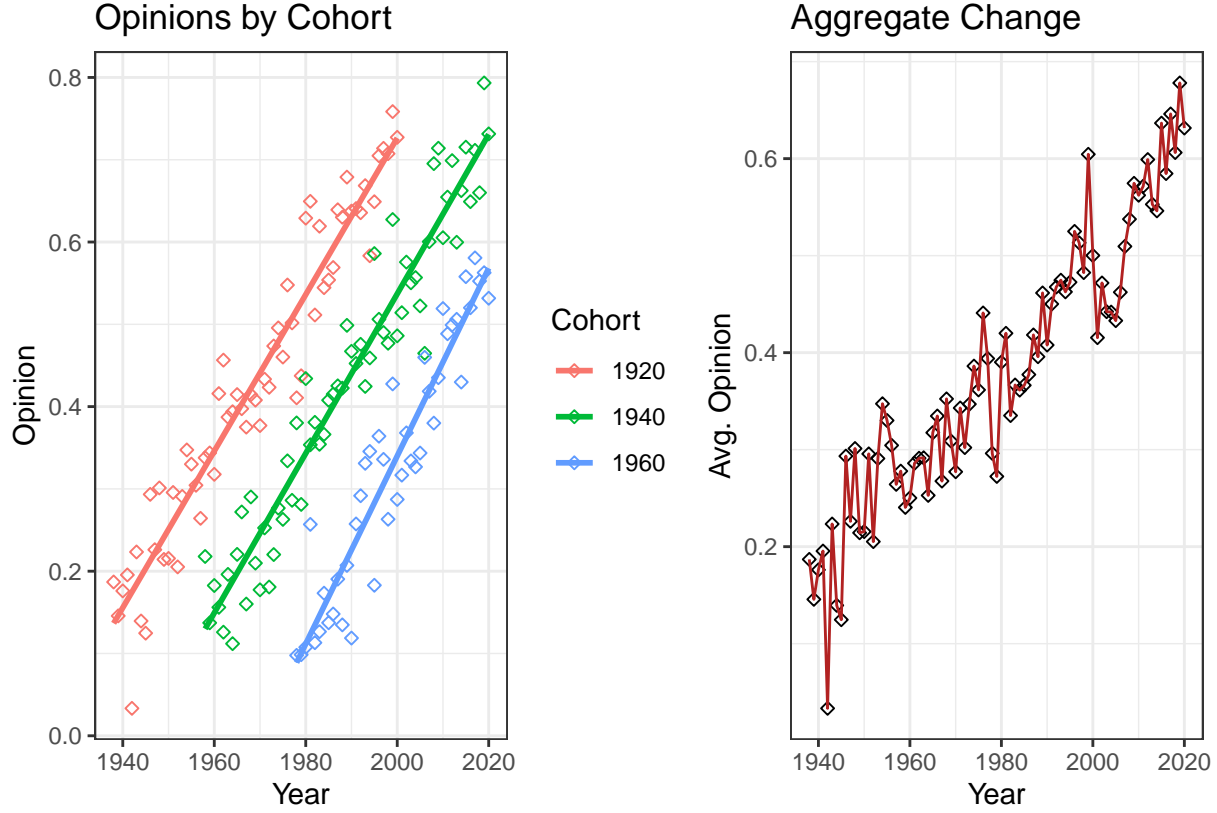 Opinions by Cohort
Opinion
0.8
0.6
0.4
0.2
0.0
1940 1960 1980 2000 2020
Year
Cohort
1920
1940
1960
Aggregate Change
Avg. Opinion
0.6
0.4
0.2
1940 1960 1980 2000 2020
Year